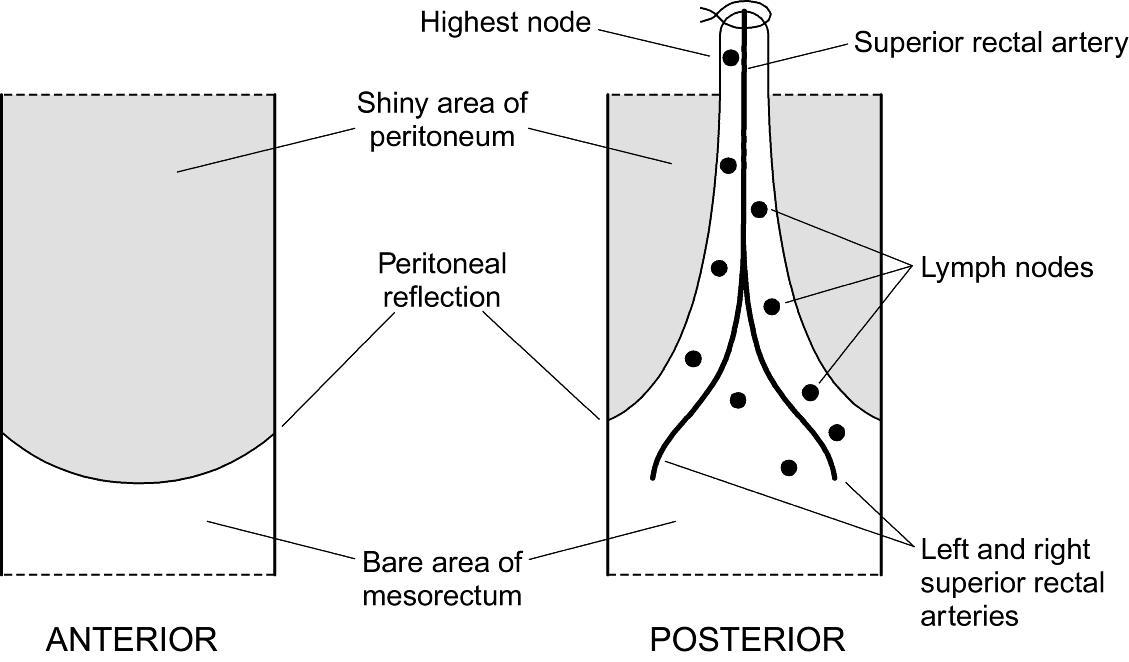 Highest node
Superior rectal artery
Shiny area of
peritoneum
Peritoneal
reflection
Lymph nodes
Bare area of
mesorectum
Left and right
superior rectal
arteries
ANTERIOR
POSTERIOR